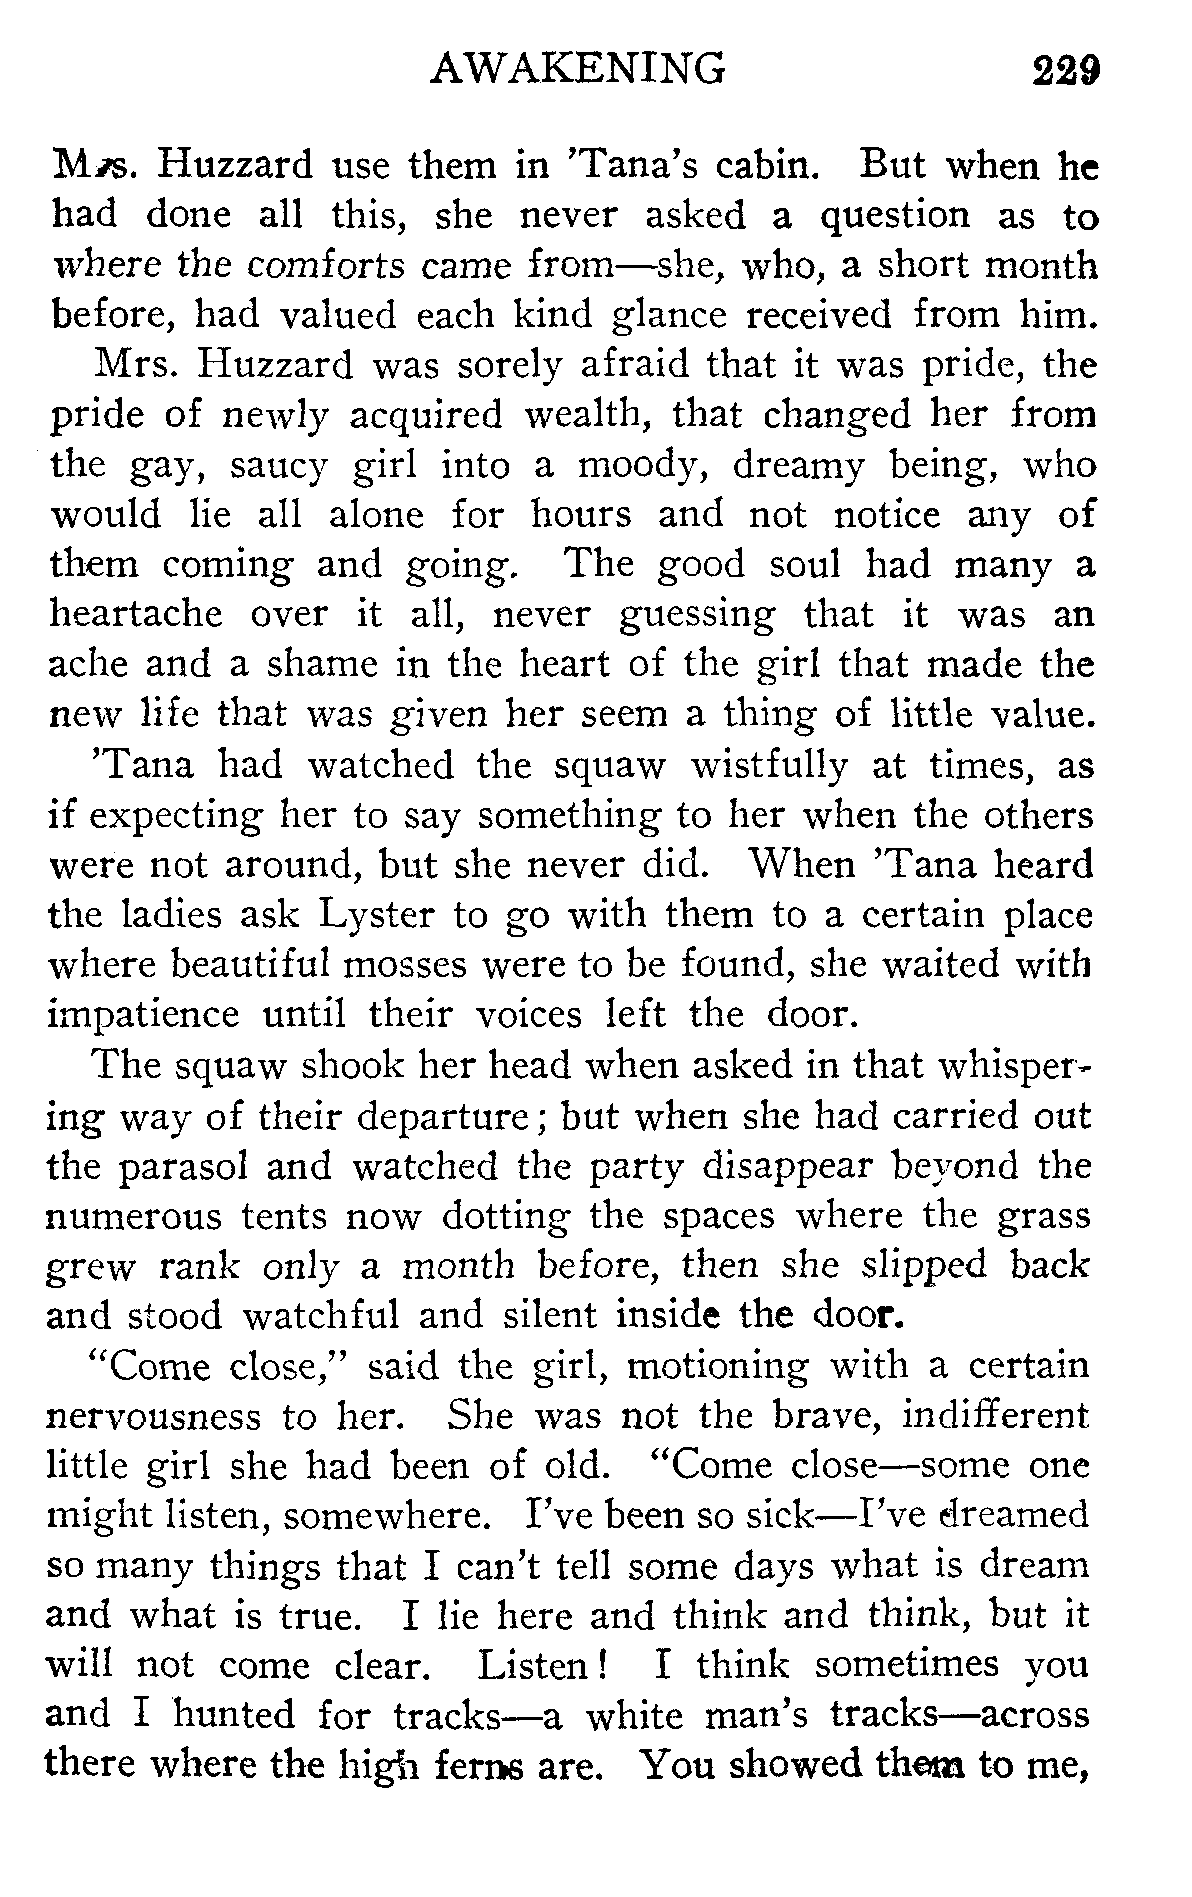 AWAKENING 229
Mrs. Huzzard use them in ’Tana’s cabin. But when he
had done all this, she never asked a question as to
where the comforts came from—she, who, a short month
before, had valued each kind glance received from him.
Mrs. Huzzard was sorely afraid that it was pride, the
pride of newly acquired wealth, that changed her from
the gay, saucy girl into a moody, dreamy being, who
would lie all alone for hours and not notice any of
them coming and going. The good soul had many a
heartache over it all, never guessing that it was an
ache and a shame in the heart of the girl that made the
new life that was given her seem a thing of little value.
’Tana had watched the squaw wistfully at times, as
if expecting her to say something to her when the others
were not around, but she never did. When ’Tana heard
the ladies ask Lyster to go with them to a certain place
where beautiful mosses were to be found, she waited with
impatience until their voices left the door.
The squaw shook her head when asked in that whisper-
ing way of their departure; but when she had carried out
the parasol and watched the party disappear beyond the
numerous tents now dotting the spaces where the grass
grew rank only a month before, then she slipped back
and stood watchful and silent inside the door.
“Come close,” said the girl, motioning with a certain
nervousness to her. She was not the brave, indifferent
little girl she had been of old. “Come close—some one
might listen, somewhere. I’ve been so sick—I’ve dreamed
so many things that I can’t tell some days what is dream
and what is true. I lie here and think and think, but it
will not come clear. Listen! I think sometimes you
and I hunted for tracks—a white man’s tracks—across
there where the high ferns are. You showed them to me,